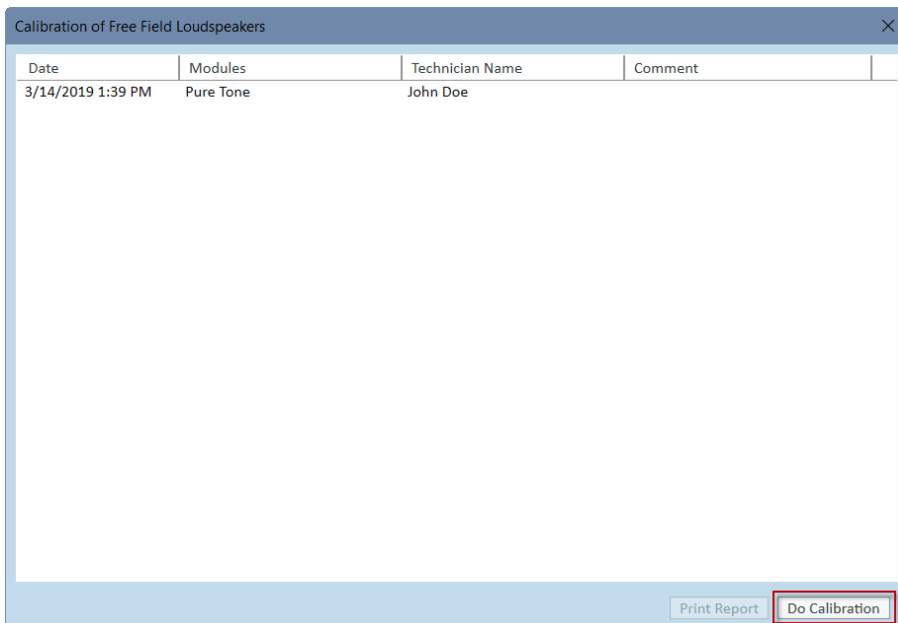 Calibration of Free Field Loudspeakers
Date Modules Technician Name Comment
3/14/2019 1:39 PM Pure Tone John Doe
Print Report Do Calibration